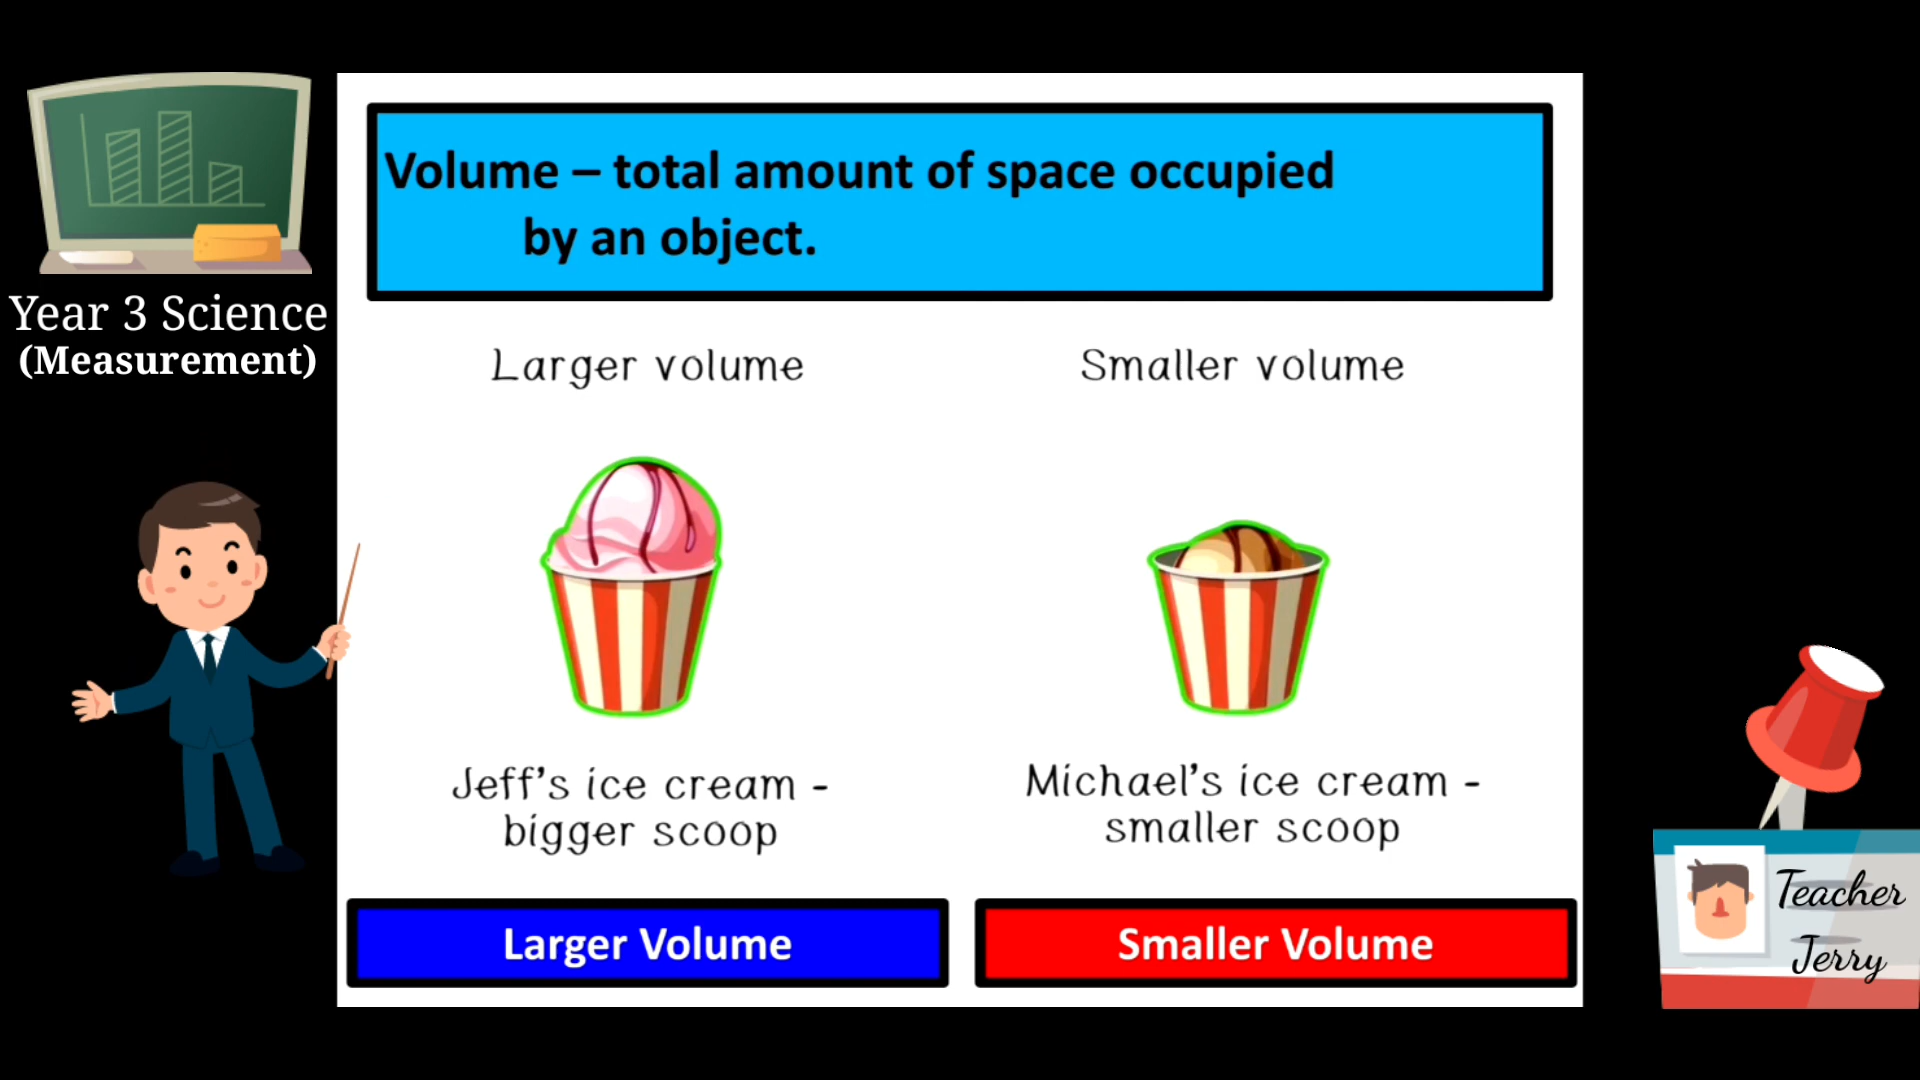 Year 3 Science
(Measurement)
Volume – total amount of space occupied
by an object.
Larger volume
Smaller volume
Jeff's ice cream -
bigger scoop
Michael's ice cream -
smaller scoop
Larger Volume
Smaller Volume
Teacher
Jerry